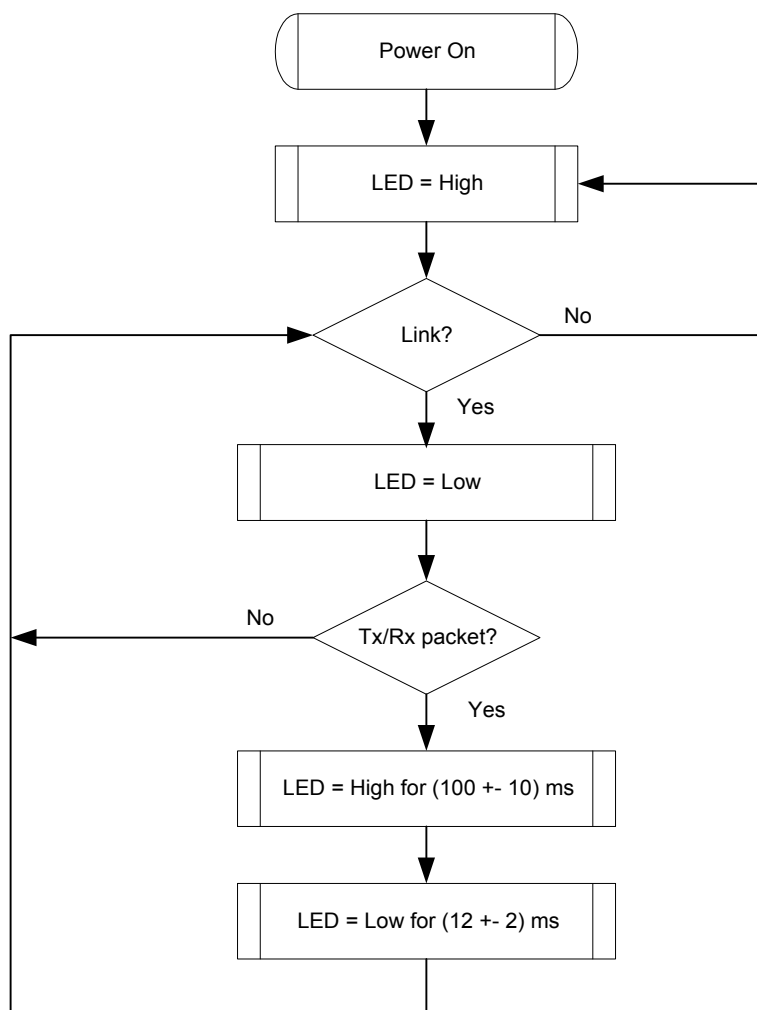 Power On
LED = High
Link?
No
Yes
LED = Low
No
Tx/Rx packet?
Yes
LED = High for (100 +- 10) ms
LED = Low for (12 +- 2) ms